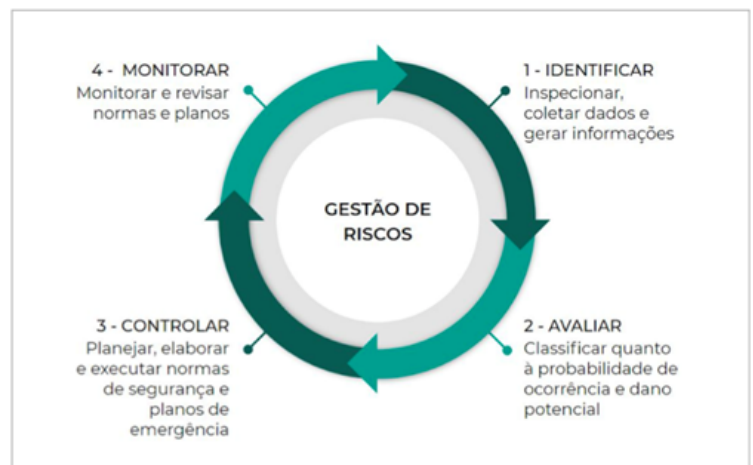 4 - MONITORAR
Monitorar e revisar
normas e planos
1 - IDENTIFICAR
Inspecionar,
coletar dados e
gerar informações
GESTÃO DE
RISCOS
3 - CONTROLAR
Planejar, elaborar
e executar normas
de segurança e
planos de
emergência
2 - AVALIAR
Classificar quanto
à probabilidade de
ocorrência e dano
potencial